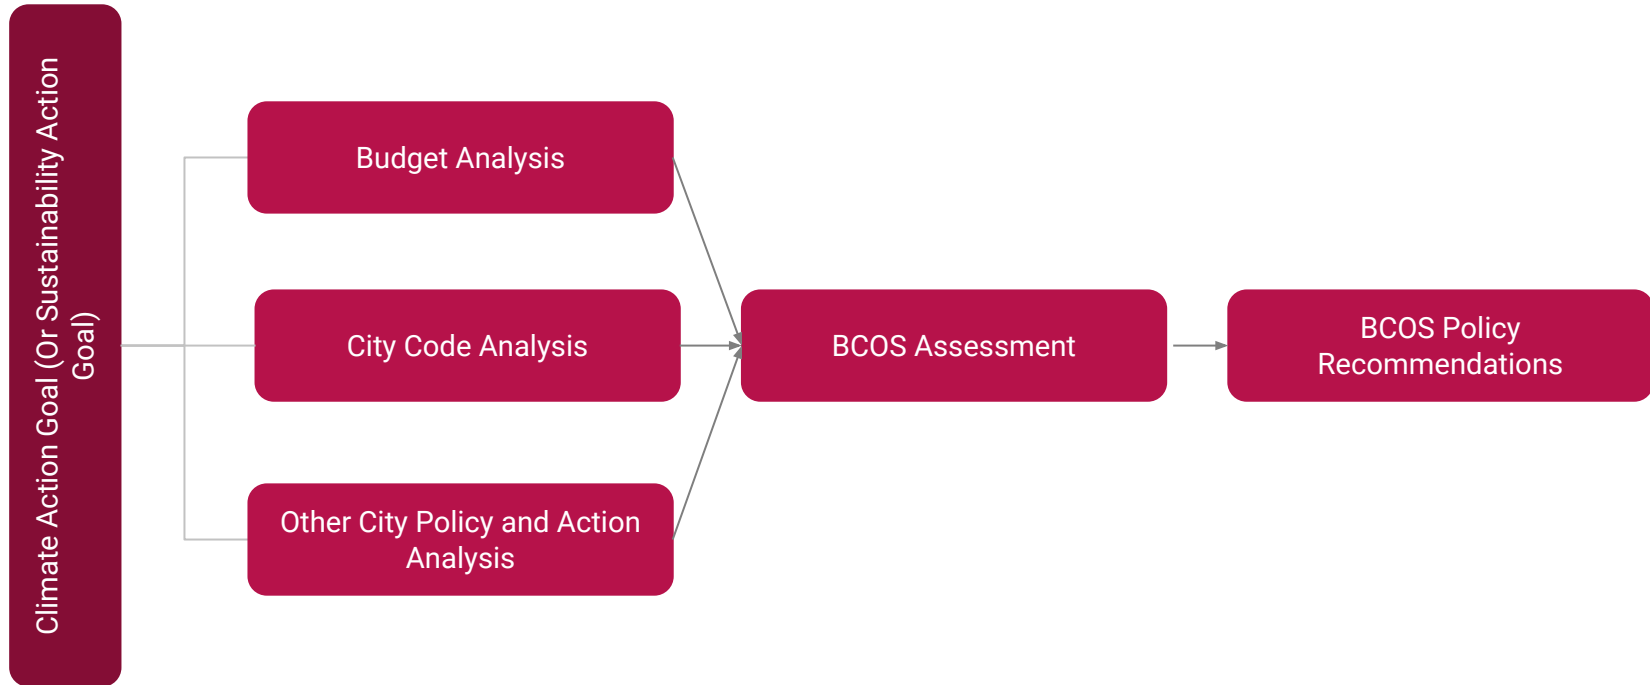 Climate Action Goal (Or Sustainability Action
Goal)
Budget Analysis
City Code Analysis
Other City Policy and Action
Analysis
BCOS Assessment
BCOS Policy
Recommendations